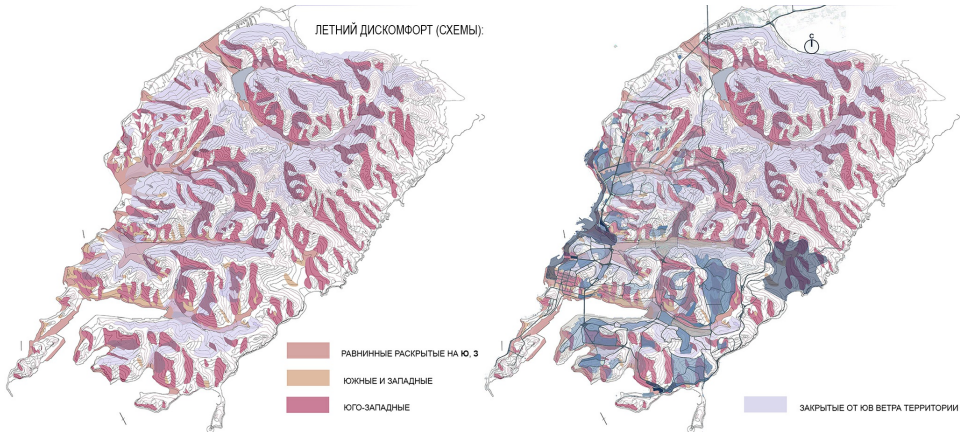 ЛЕТНИЙ ДИСКОМФОРТ (СХЕМЫ):
С
РАВНИННЫЕ РАСКРЫТЫЕ НА Ю, З
ЮЖНЫЕ И ЗАПАДНЫЕ
ЮГО-ЗАПАДНЫЕ
ЗАКРЫТЫЕ ОТ ЮВ ВЕТРА ТЕРРИТОРИИ